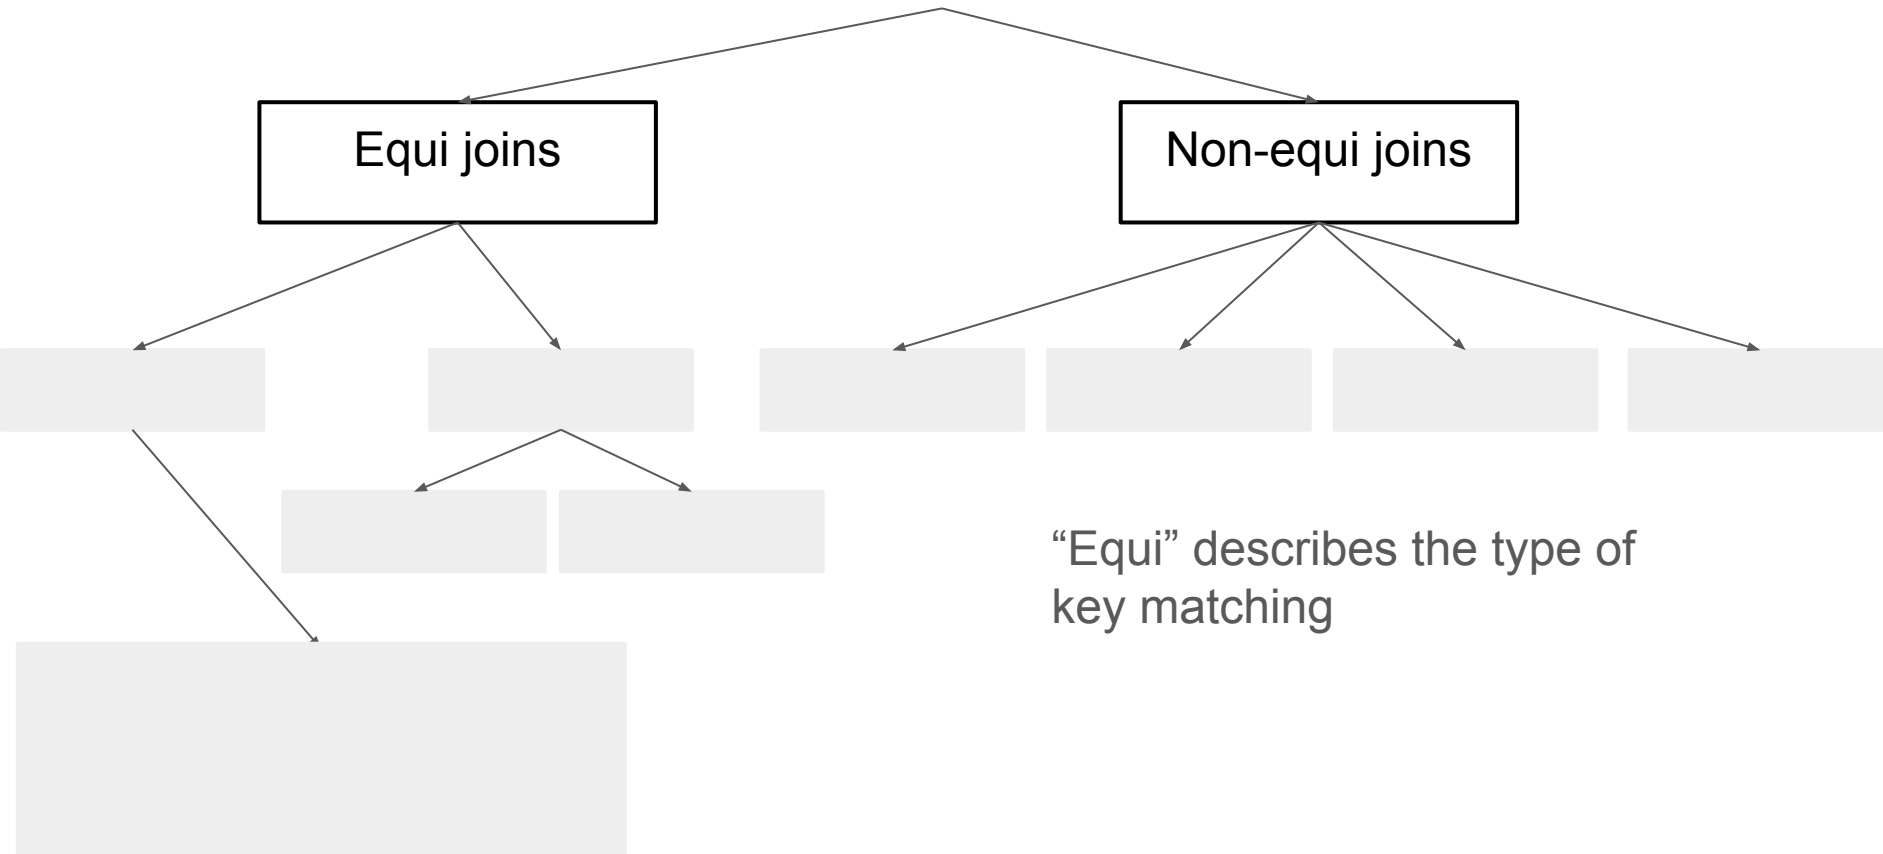 Equi joins
Non-equi joins
“Equi” describes the type of
key matching